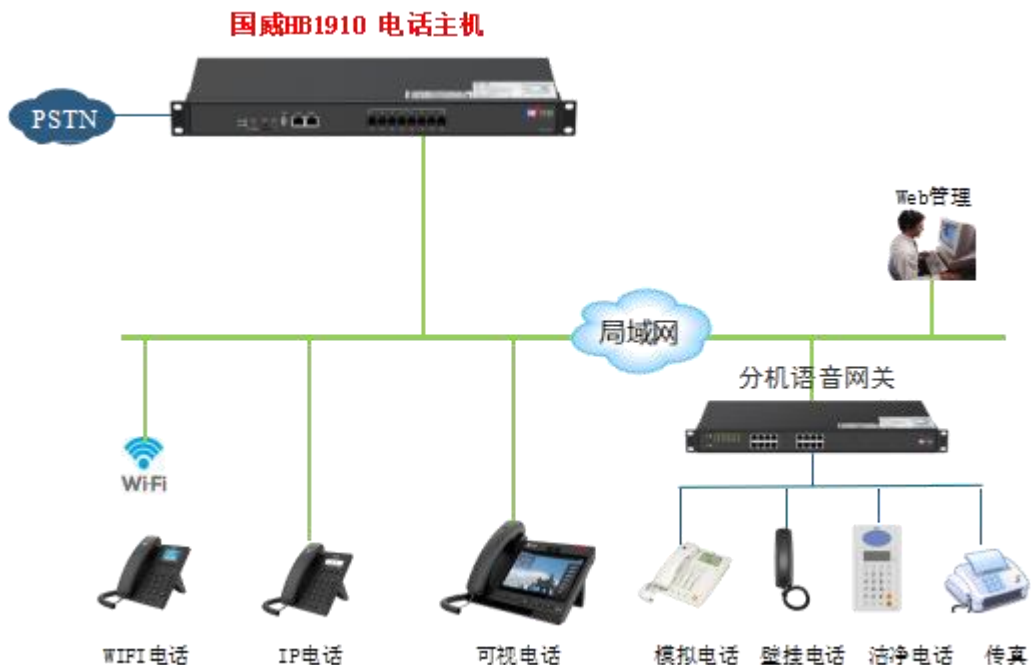 国威HB1910 电话主机
PSTN
Web管理
局域网
分机语音网关
Wi-Fi
WIFI电话
IP电话
可视电话
模拟电话
壁挂电话
洁净电话
传真